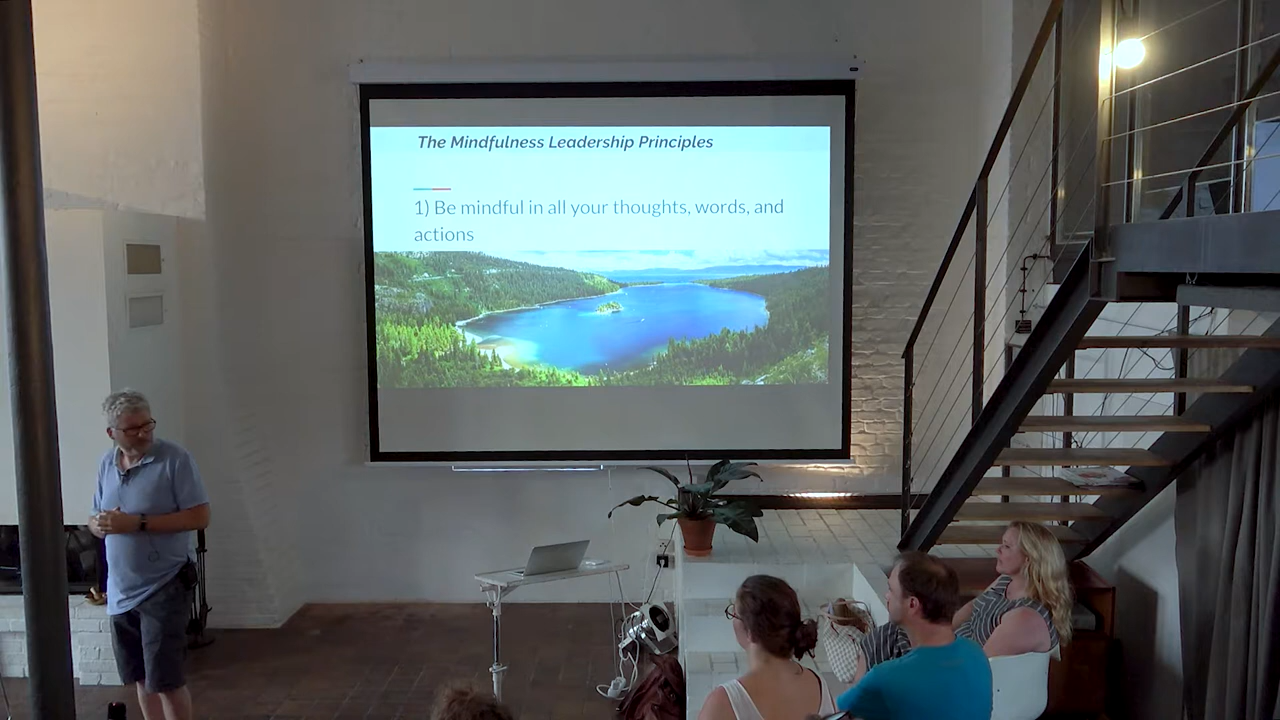 The Mindfulness Leadership Principles
1) Be mindful in all your thoughts, words, and
actions